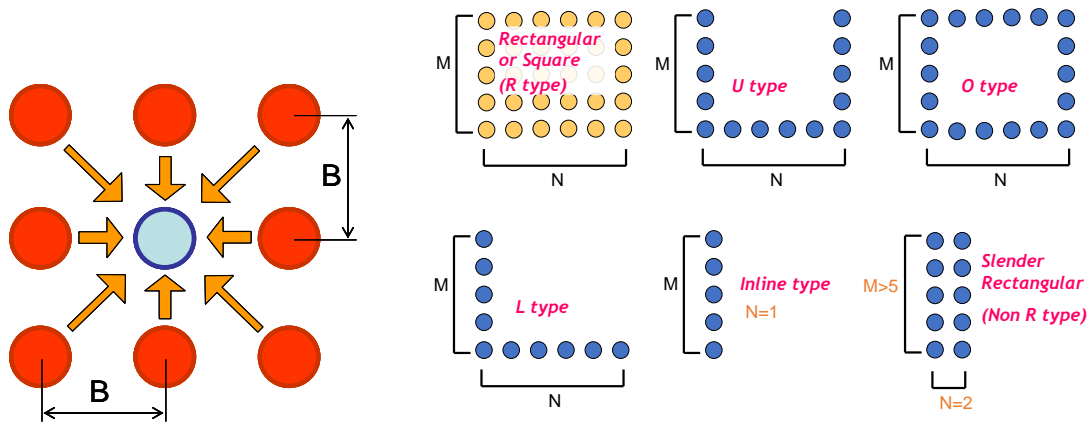 B
B
M
Rectangular
or Square
(R type)
N
M
U type
N
M
O type
N
M
L type
N
M
Inline type
N=1
M>5
Slender
Rectangular
(Non R type)
N=2